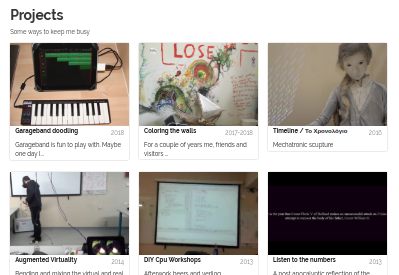 Projects
Some ways to keep me busy
LOSE
Garageband doodling 2018
Garageband is fun to play with. Maybe
one day I...
Coloring the walls 2017-2018
For a couple of years me, friends and
visitors ...
Timeline / Το Χρονολόγιο 2016
Mechatronic scupture
Augmented Virtuality 2014
Bending and mixing the virtual and real
DIY Cpu Workshops 2013
Afterwork beers and verilog
Listen to the numbers 2013
A post apocalyptic reflection of the